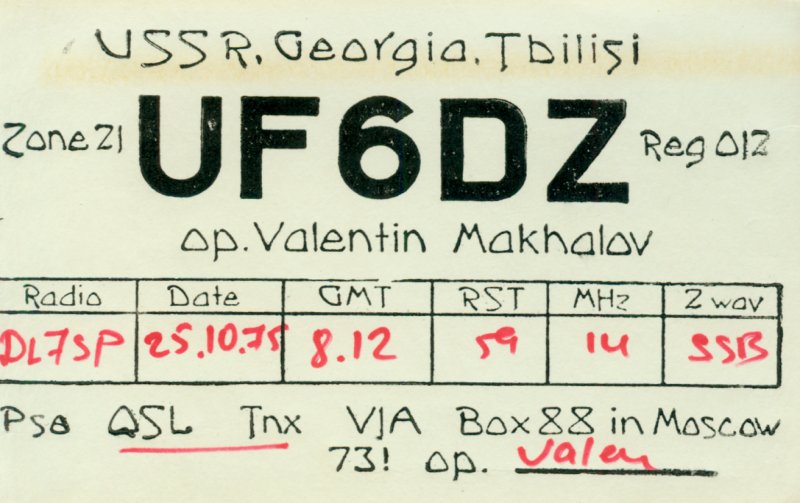 USSR, Georgia, Tbilisi
Zone 21 UF6DZ Reg 012
op. Valentin Makhalov
Radio Date GMT RST MHz 2 way
DL7SP 25.10.75 8.12 59 14 SSB
Pse QSL Tnx VIA Box 88 in Moscow
73! op. Valen